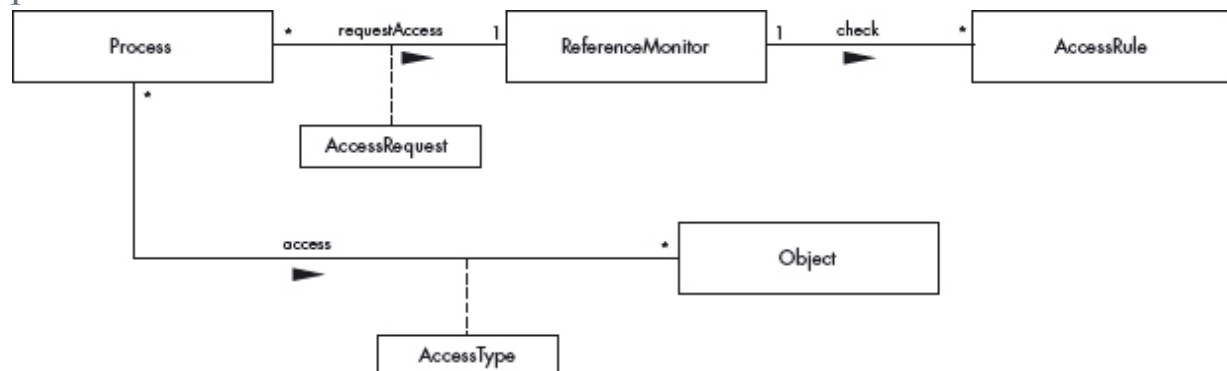 * requestAccess 1
Process
ReferenceMonitor
1 check *
AccessRule
*
AccessRequest
access *
Object
AccessType